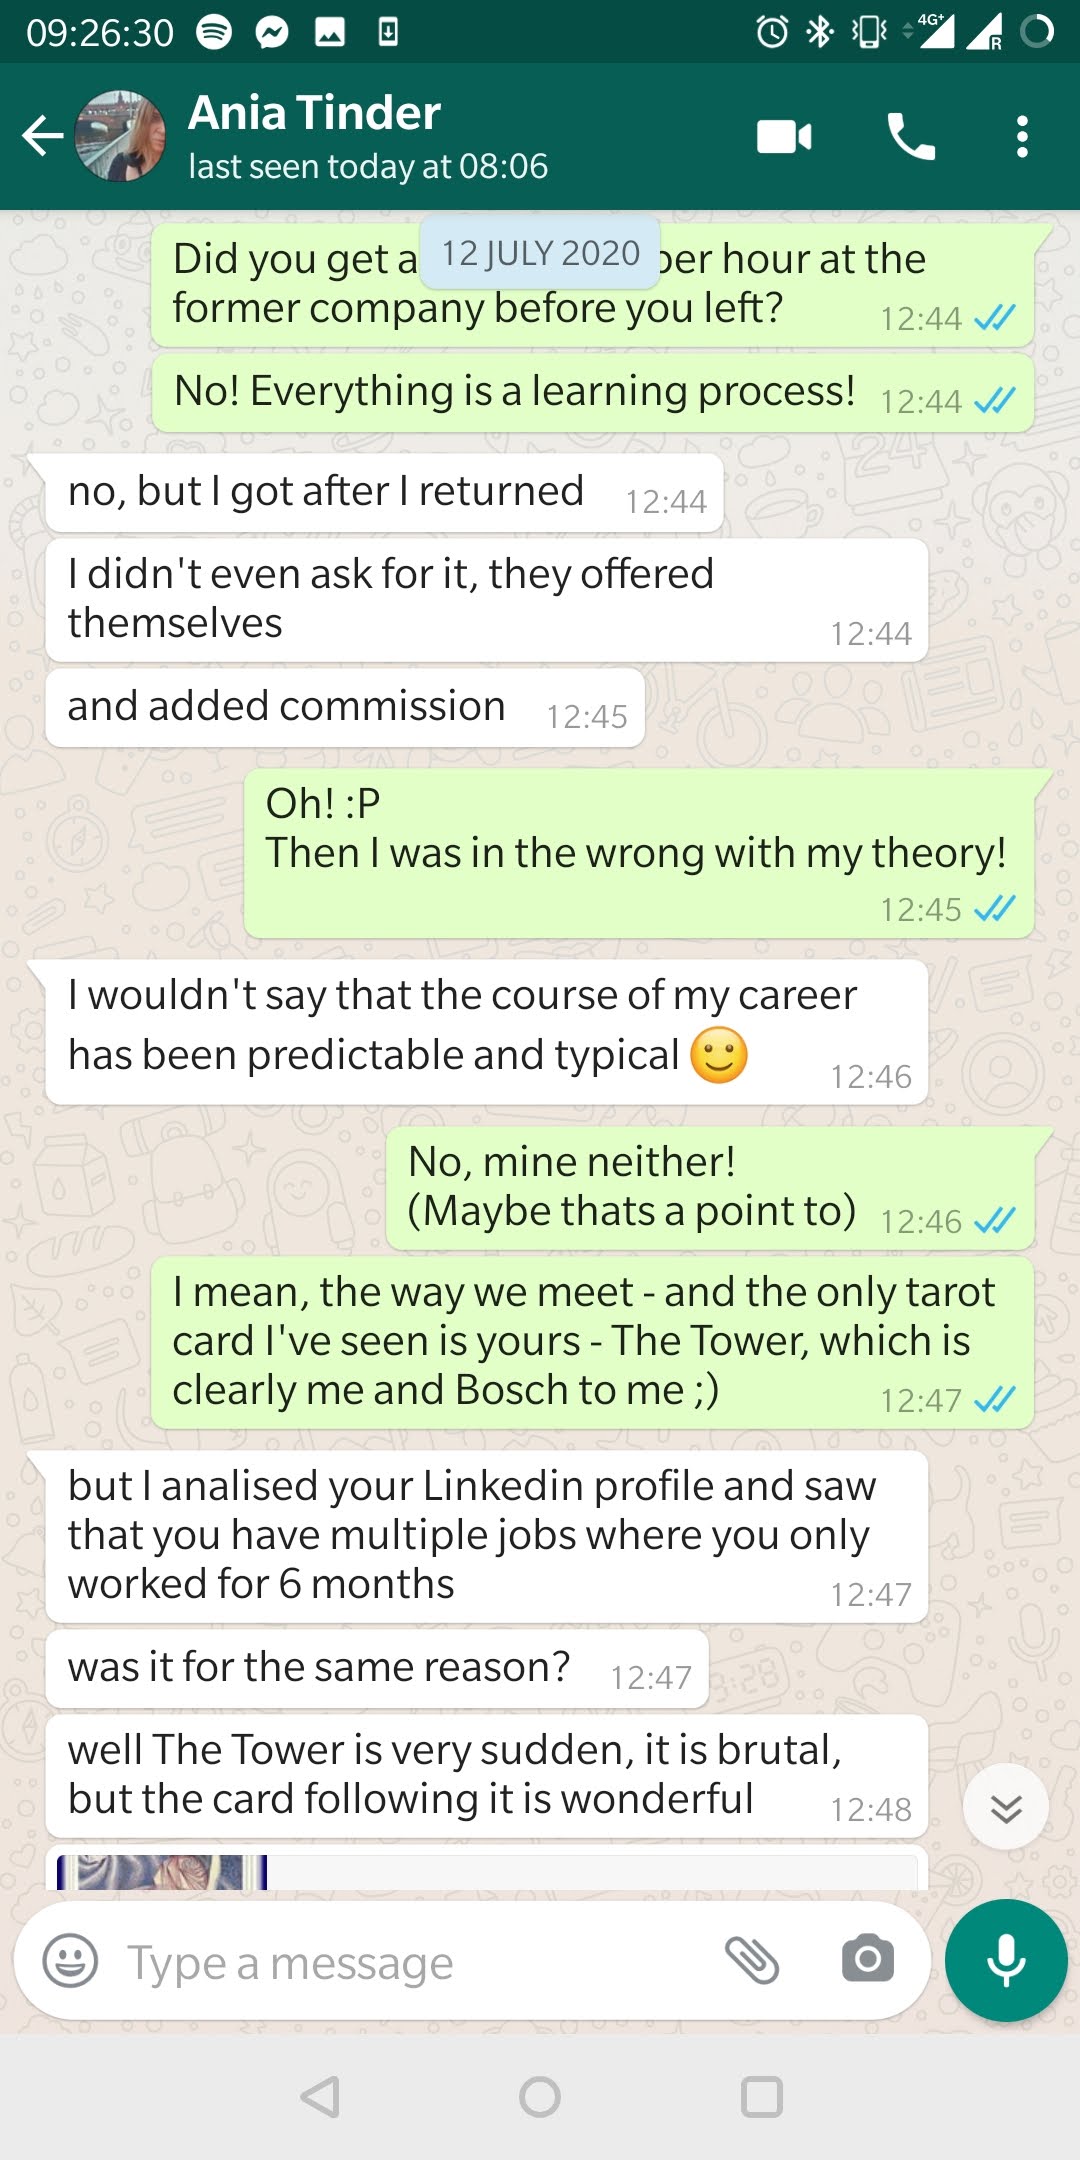 09:26:30
4G+
R
Ania Tinder
last seen today at 08:06
12 JULY 2020
Did you get a per hour at the
former company before you left?
12:44
No! Everything is a learning process!
12:44
no, but I got after I returned
12:44
I didn't even ask for it, they offered
themselves
12:44
and added commission
12:45
Oh! :P
Then I was in the wrong with my theory!
12:45
I wouldn't say that the course of my career
has been predictable and typical 🙂
12:46
No, mine neither!
(Maybe thats a point to)
12:46
I mean, the way we meet - and the only tarot
card I've seen is yours - The Tower, which is
clearly me and Bosch to me ;)
12:47
but I analised your Linkedin profile and saw
that you have multiple jobs where you only
worked for 6 months
12:47
was it for the same reason?
12:47
well The Tower is very sudden, it is brutal,
but the card following it is wonderful
12:48
Type a message